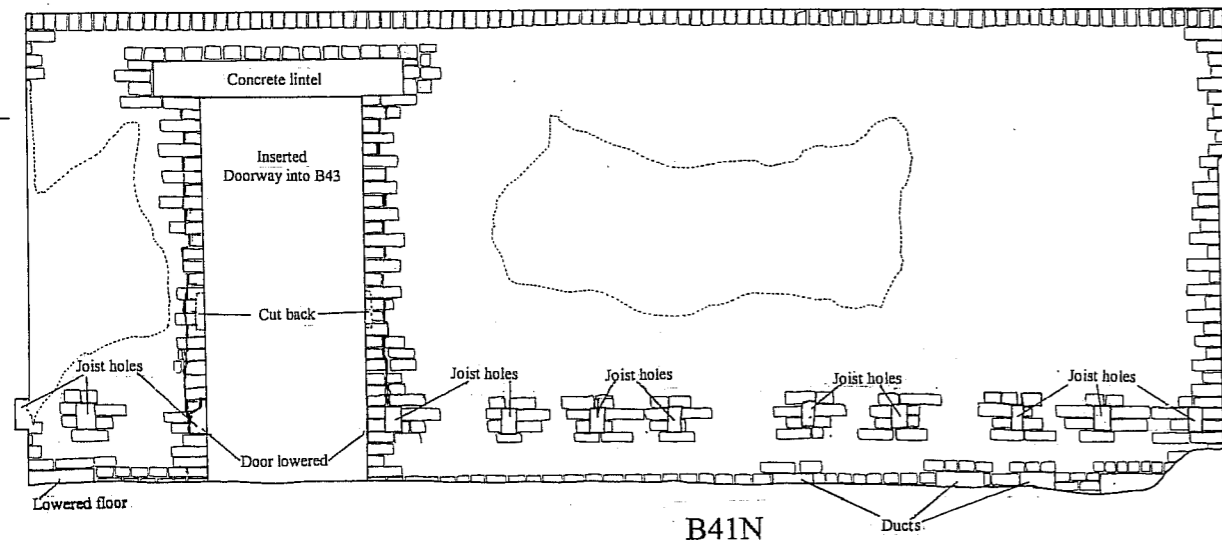 Concrete lintel
Inserted
Doorway into B43
Cut back
Joist holes
Joist holes
Joist holes
Joist holes
Joist holes
Door lowered
Lowered floor
Ducts
B41N